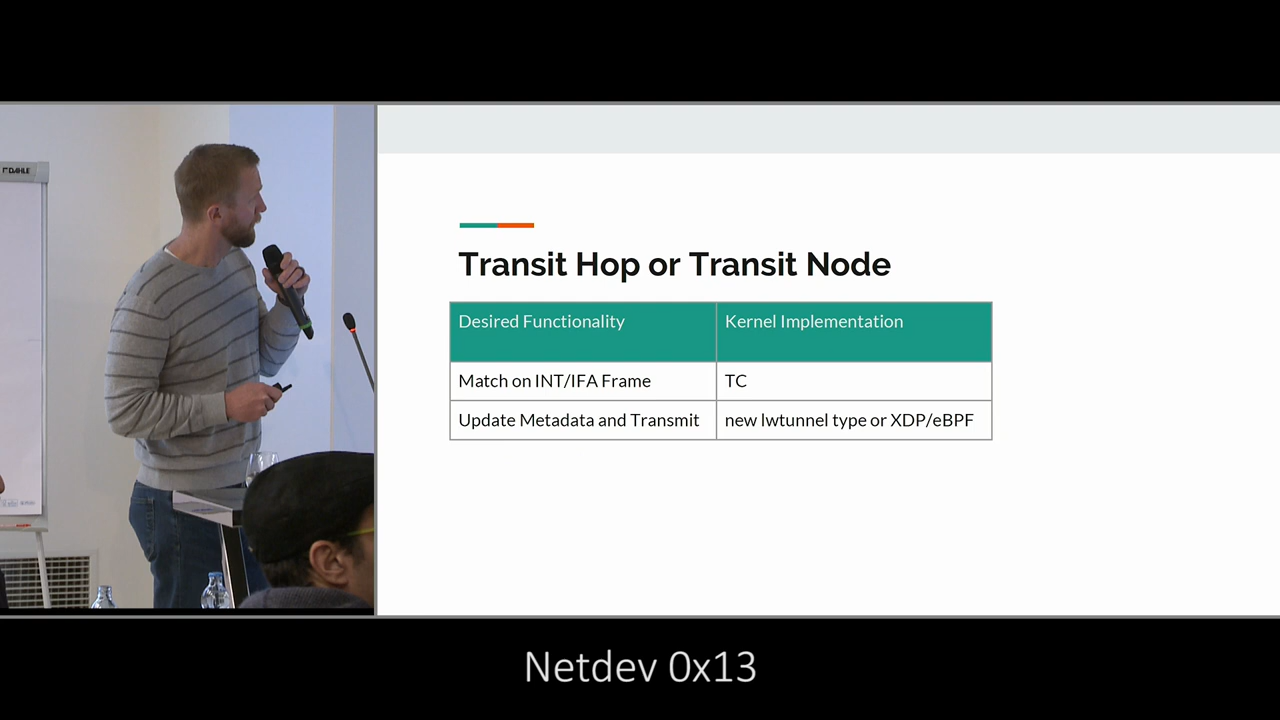 DAHLE
Transit Hop or Transit Node
Desired Functionality
Kernel Implementation
Match on INT/IFA Frame
TC
Update Metadata and Transmit
new lwtunnel type or XDP/eBPF
Netdev 0x13